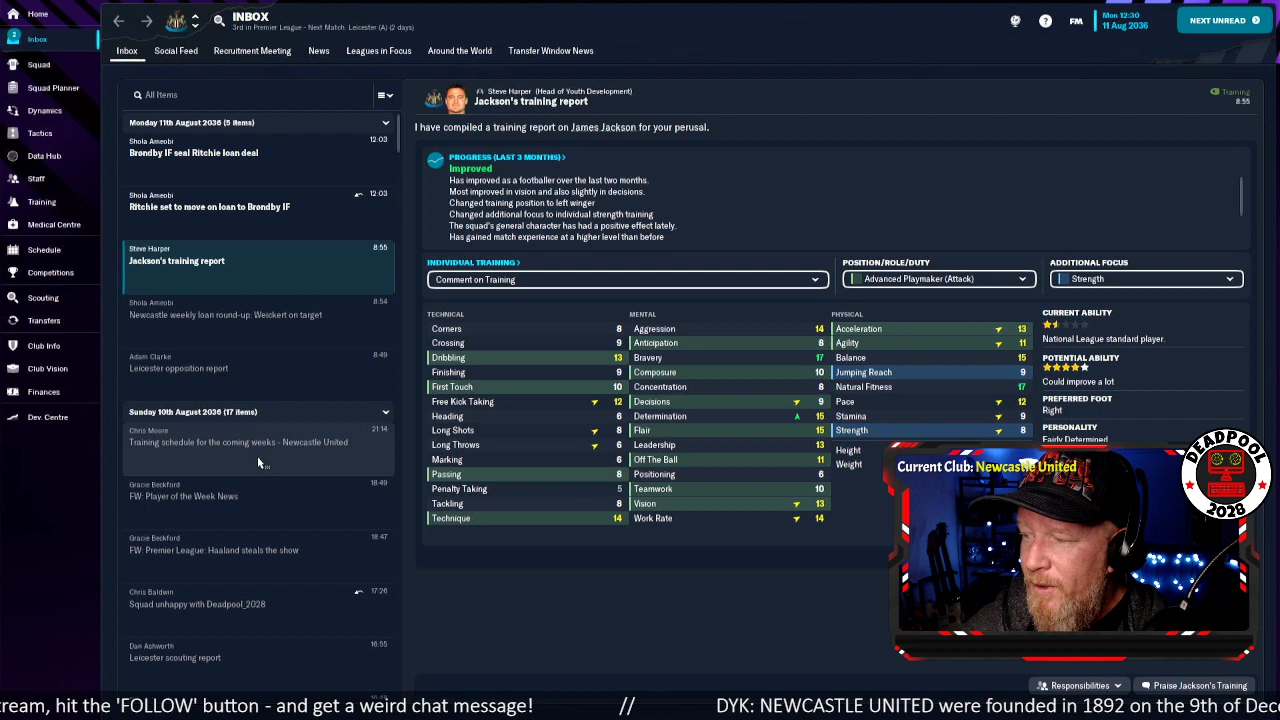 Home
INBOX
3rd in Premier League - Next Match: Leicester (A) (2 days)
FM
Mon 12:30
11 Aug 2036
NEXT UNREAD
2
Inbox
Squad
Squad Planner
Dynamics
Tactics
Data Hub
Staff
Training
Medical Centre
Schedule
Competitions
Scouting
Transfers
Club Info
Club Vision
Finances
Dev. Centre
Inbox
Social Feed
Recruitment Meeting
News
Leagues in Focus
Around the World
Transfer Window News
All Items
Monday 11th August 2036 (5 items)
Shola Ameobi
12:03
Brøndby IF seal Ritchie loan deal
Shola Ameobi
12:03
Ritchie set to move on loan to Brøndby IF
Steve Harper
8:55
Jackson's training report
Shola Ameobi
8:54
Newcastle weekly loan round-up: Weickert on target
Adam Clarke
8:49
Leicester opposition report
Sunday 10th August 2036 (17 items)
Chris Moore
21:14
Training schedule for the coming weeks - Newcastle United
Gracie Beckford
18:49
FW: Player of the Week News
Gracie Beckford
18:47
FW: Premier League: Haaland steals the show
Chris Baldwin
17:26
Squad unhappy with Deadpool_2028
Dan Ashworth
16:55
Leicester scouting report
Steve Harper (Head of Youth Development)
Jackson's training report
Training
8:55
I have compiled a training report on James Jackson for your perusal.
PROGRESS (LAST 3 MONTHS)
Improved
Has improved as a footballer over the last two months.
Most improved in vision and also slightly in decisions.
Changed training position to left winger
Changed additional focus to individual strength training
The squad's general character has had a positive effect lately.
Has gained match experience at a higher level than before
INDIVIDUAL TRAINING
Comment on Training
POSITION/ROLE/DUTY
Advanced Playmaker (Attack)
ADDITIONAL FOCUS
Strength
TECHNICAL
Corners 8
Crossing 9
Dribbling 13
Finishing 9
First Touch 10
Free Kick Taking 12
Heading 6
Long Shots 8
Long Throws 6
Marking 6
Passing 8
Penalty Taking 5
Tackling 8
Technique 14
MENTAL
Aggression 14
Anticipation 8
Bravery 17
Composure 10
Concentration 8
Decisions 9
Determination 15
Flair 15
Leadership 13
Off The Ball 11
Positioning 6
Teamwork 10
Vision 13
Work Rate 14
PHYSICAL
Acceleration 13
Agility 11
Balance 15
Jumping Reach 9
Natural Fitness 17
Pace 12
Stamina 9
Strength 8
Height
Weight
CURRENT ABILITY
National League standard player.
POTENTIAL ABILITY
Could improve a lot
PREFERRED FOOT
Right
PERSONALITY
Fairly Determined
Current Club: Newcastle United
DEADPOOL
2028
Responsibilities
Praise Jackson's Training
tream, hit the 'FOLLOW' button - and get a weird chat message! // DYK: NEWCASTLE UNITED were founded in 1892 on the 9th of Dec